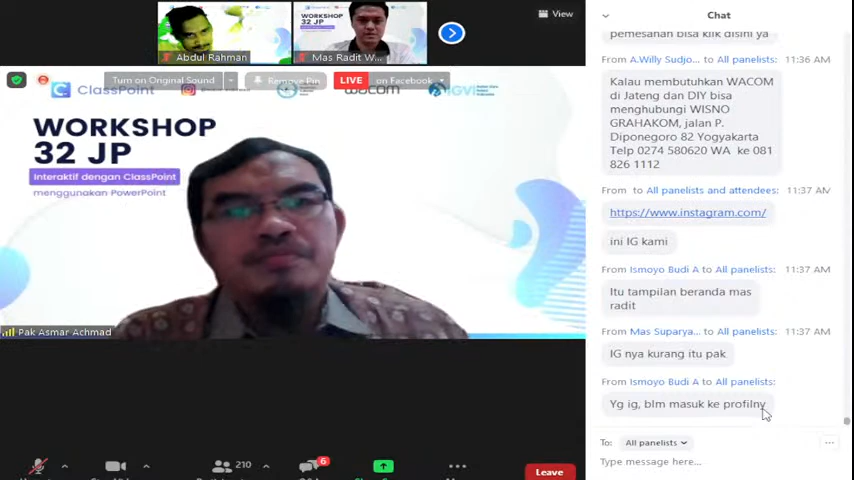 WORKSHOP
32 JP
Abdul Rahman
Mas Radit W...
View
Turn on Original Sound
Remove Pin
LIVE
on Facebook
ClassPoint
wacom
IGVI
WORKSHOP
32 JP
Interaktif dengan ClassPoint
menggunakan PowerPoint
Pak Asmar Achmad
210
6
Leave
Chat
pemesanan bisa klik disini ya
From A.Willy Sudjo... to All panelists: 11:36 AM
Kalau membutuhkan WACOM
di Jateng dan DIY bisa
menghubungi WISNO
GRAHAKOM, jalan P.
Diponegoro 82 Yogyakarta
Telp 0274 580620 WA ke 081
826 1112
From to All panelists and attendees: 11:37 AM
https://www.instagram.com/
ini IG kami
From Ismoyo Budi A to All panelists: 11:37 AM
Itu tampilan beranda mas
radit
From Mas Suparya... to All panelists: 11:37 AM
IG nya kurang itu pak
From Ismoyo Budi A to All panelists:
Yg ig, blm masuk ke profilny
To: All panelists
Type message here...